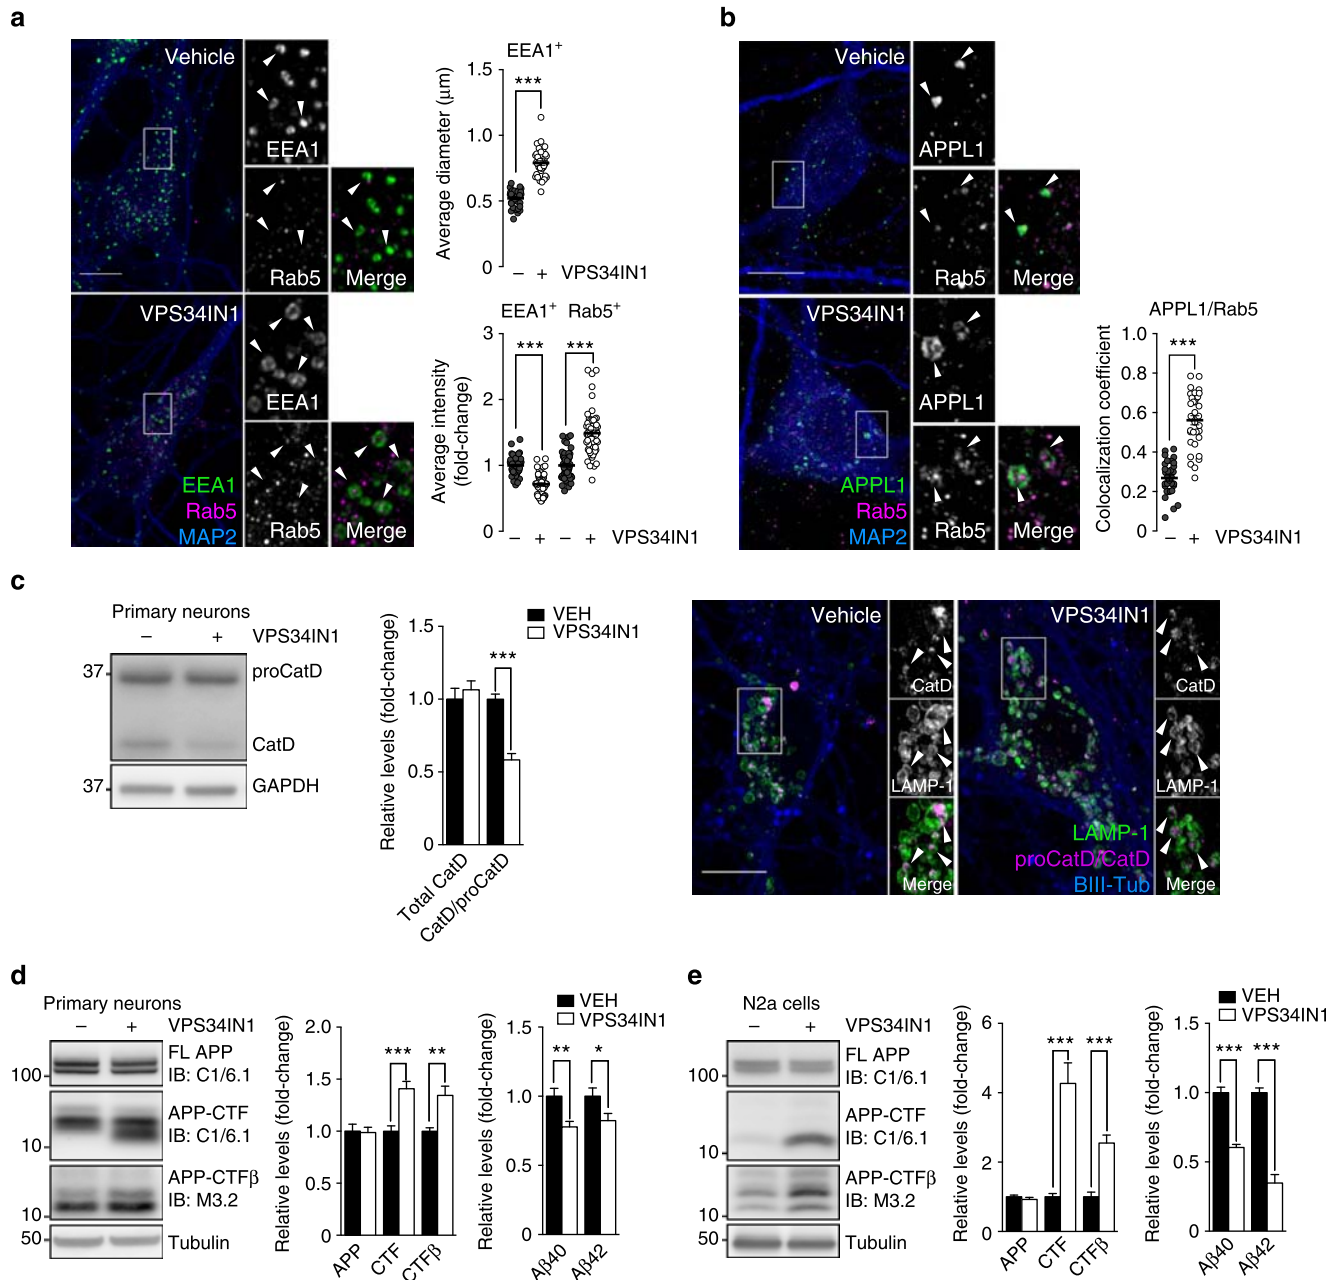 a
Vehicle
EEA1
Rab5
Merge
VPS34IN1
EEA1
Rab5
MAP2
EEA1
Rab5
Merge
EEA1⁺
Average diameter (μm)
1.5
1.0
0.5
0
***
– + VPS34IN1
EEA1⁺ Rab5⁺
Average intensity
(fold-change)
3
2
1
0
*** ***
– + – + VPS34IN1
b
Vehicle
APPL1
Rab5
Merge
VPS34IN1
APPL1
Rab5
MAP2
APPL1
Rab5
Merge
APPL1/Rab5
Colocalization coefficient
1.0
0.8
0.6
0.4
0.2
0
***
– + VPS34IN1
c
Primary neurons
– + VPS34IN1
37
proCatD
CatD
37
GAPDH
VEH
VPS34IN1
Relative levels (fold-change)
1.5
1.0
0.5
0
***
Total CatD
CatD/proCatD
Vehicle
CatD
LAMP-1
Merge
VPS34IN1
LAMP-1
proCatD/CatD
BIII-Tub
CatD
LAMP-1
Merge
d
Primary neurons
– + VPS34IN1
100
FL APP
IB: C1/6.1
APP-CTF
IB: C1/6.1
10
APP-CTFβ
IB: M3.2
10
50
Tubulin
Relative levels (fold-change)
2.0
1.5
1.0
0.5
0
*** **
APP
CTF
CTFβ
VEH
VPS34IN1
Relative levels (fold-change)
1.5
1.0
0.5
0
** *
Aβ40
Aβ42
e
N2a cells
– + VPS34IN1
100
FL APP
IB: C1/6.1
APP-CTF
IB: C1/6.1
10
APP-CTFβ
IB: M3.2
10
50
Tubulin
Relative levels (fold-change)
6
4
2
0
*** ***
APP
CTF
CTFβ
VEH
VPS34IN1
Relative levels (fold-change)
1.5
1.0
0.5
0
*** ***
Aβ40
Aβ42